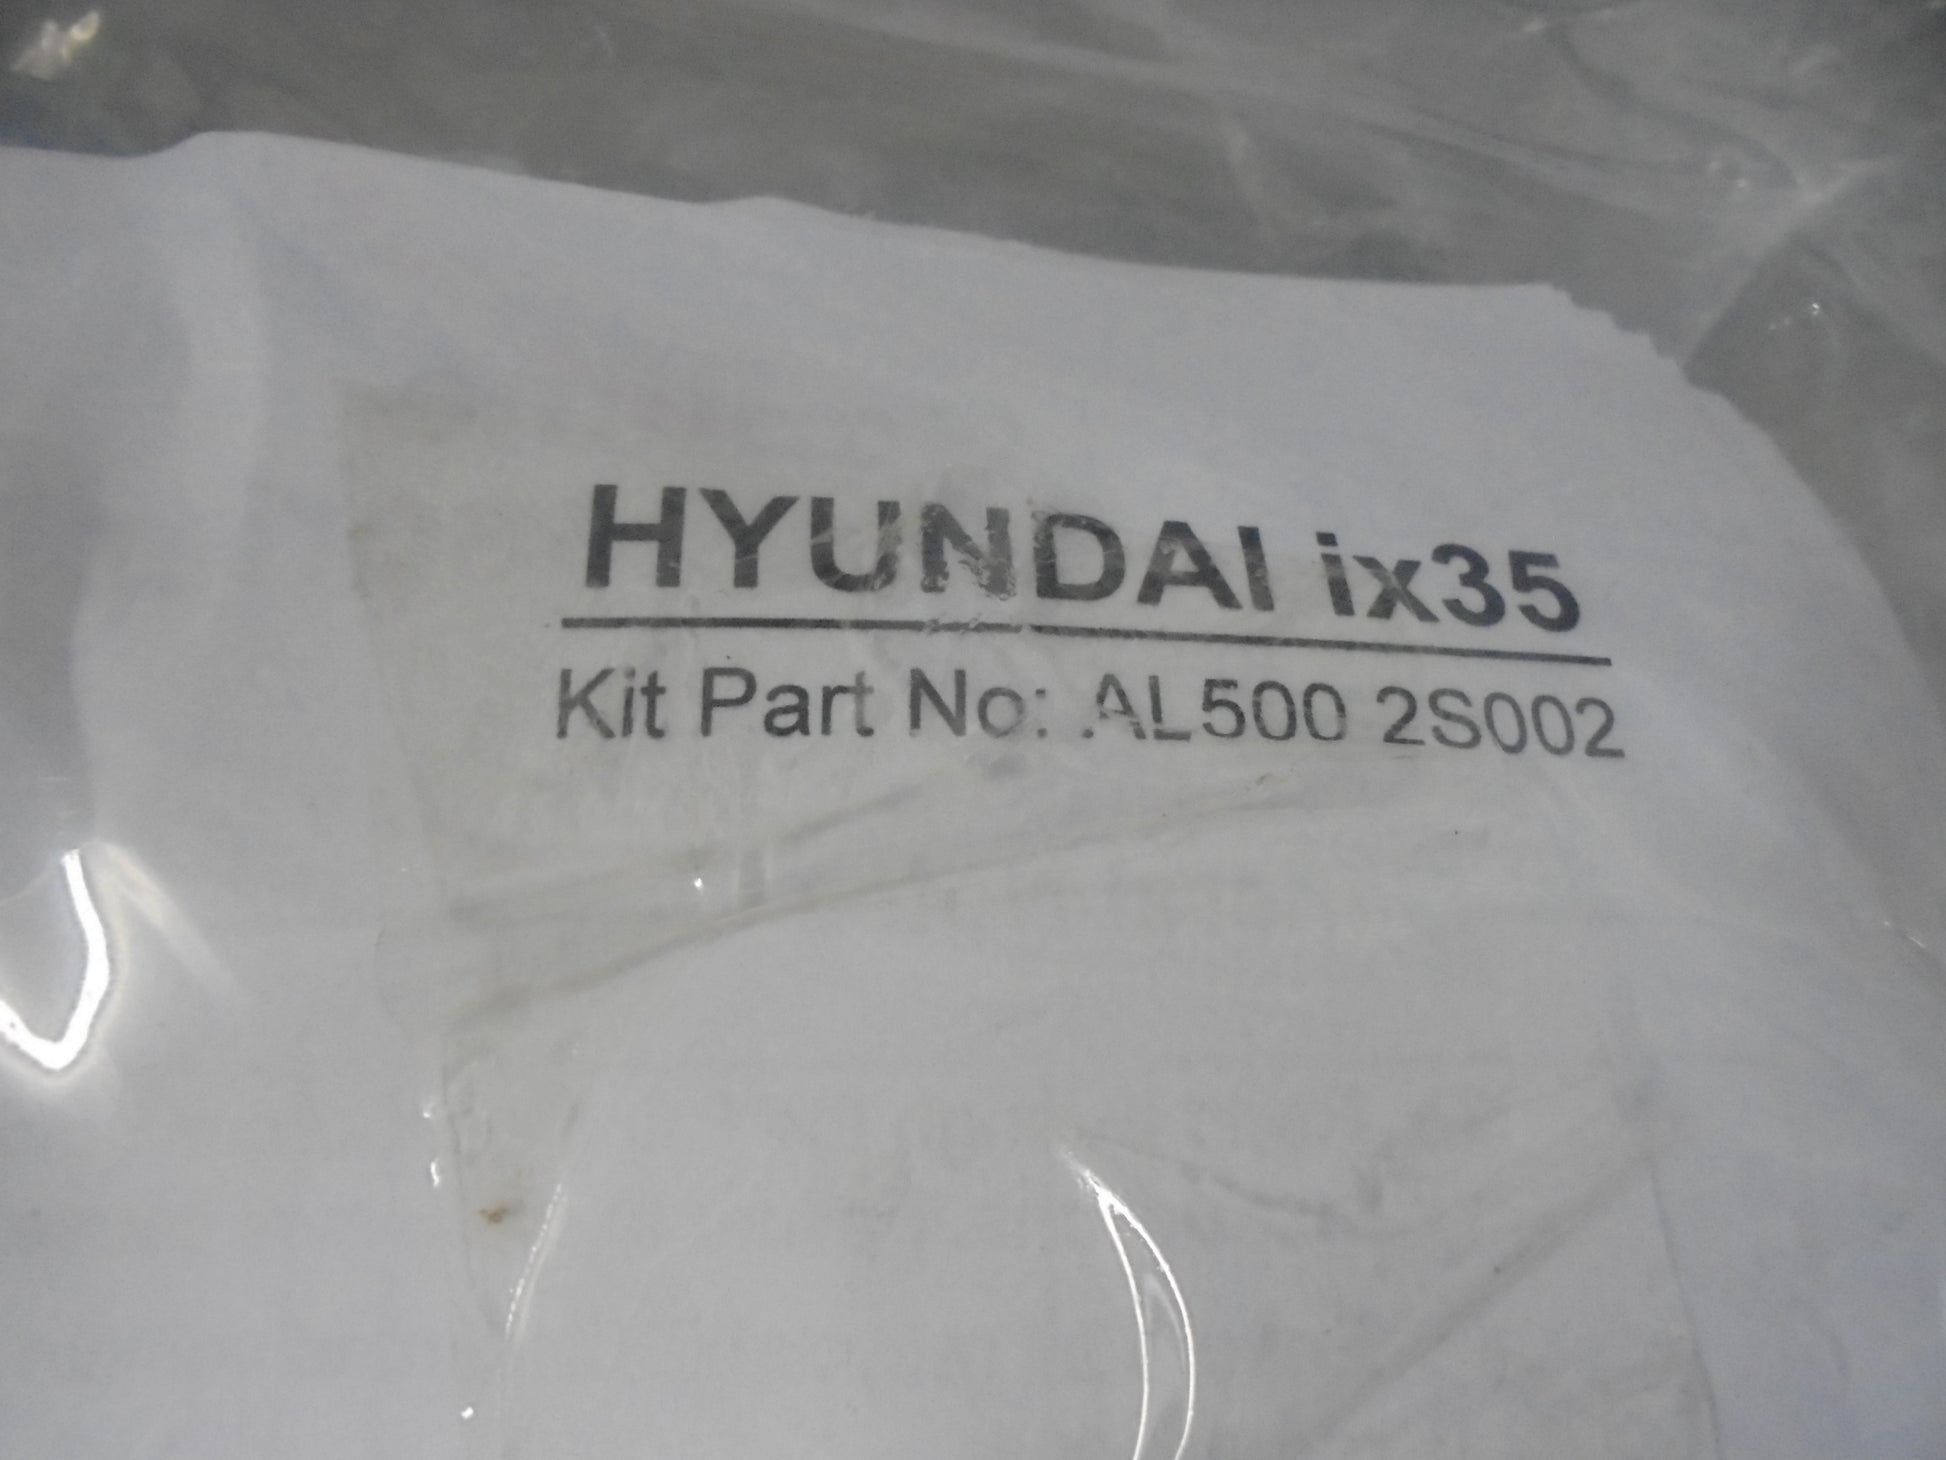 HYUNDAI ix35
Kit Part No: AL500 2S002